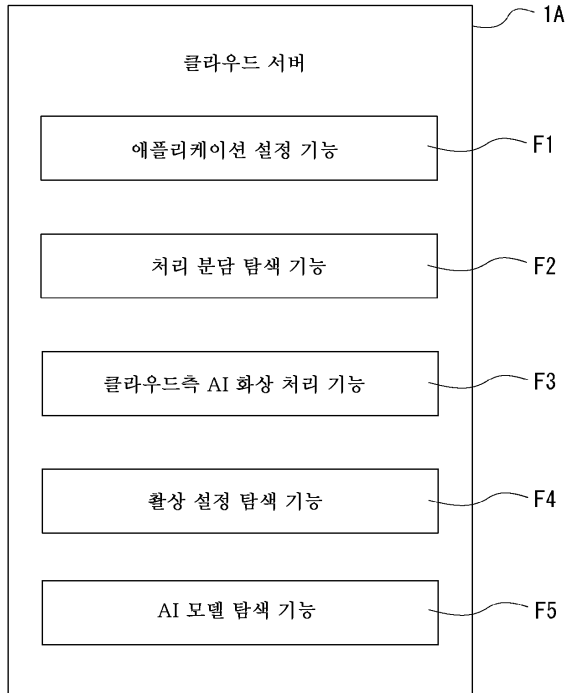 1A
클라우드 서버
애플리케이션 설정 기능
F1
처리 분담 탐색 기능
F2
클라우드측 AI 화상 처리 기능
F3
촬상 설정 탐색 기능
F4
AI 모델 탐색 기능
F5